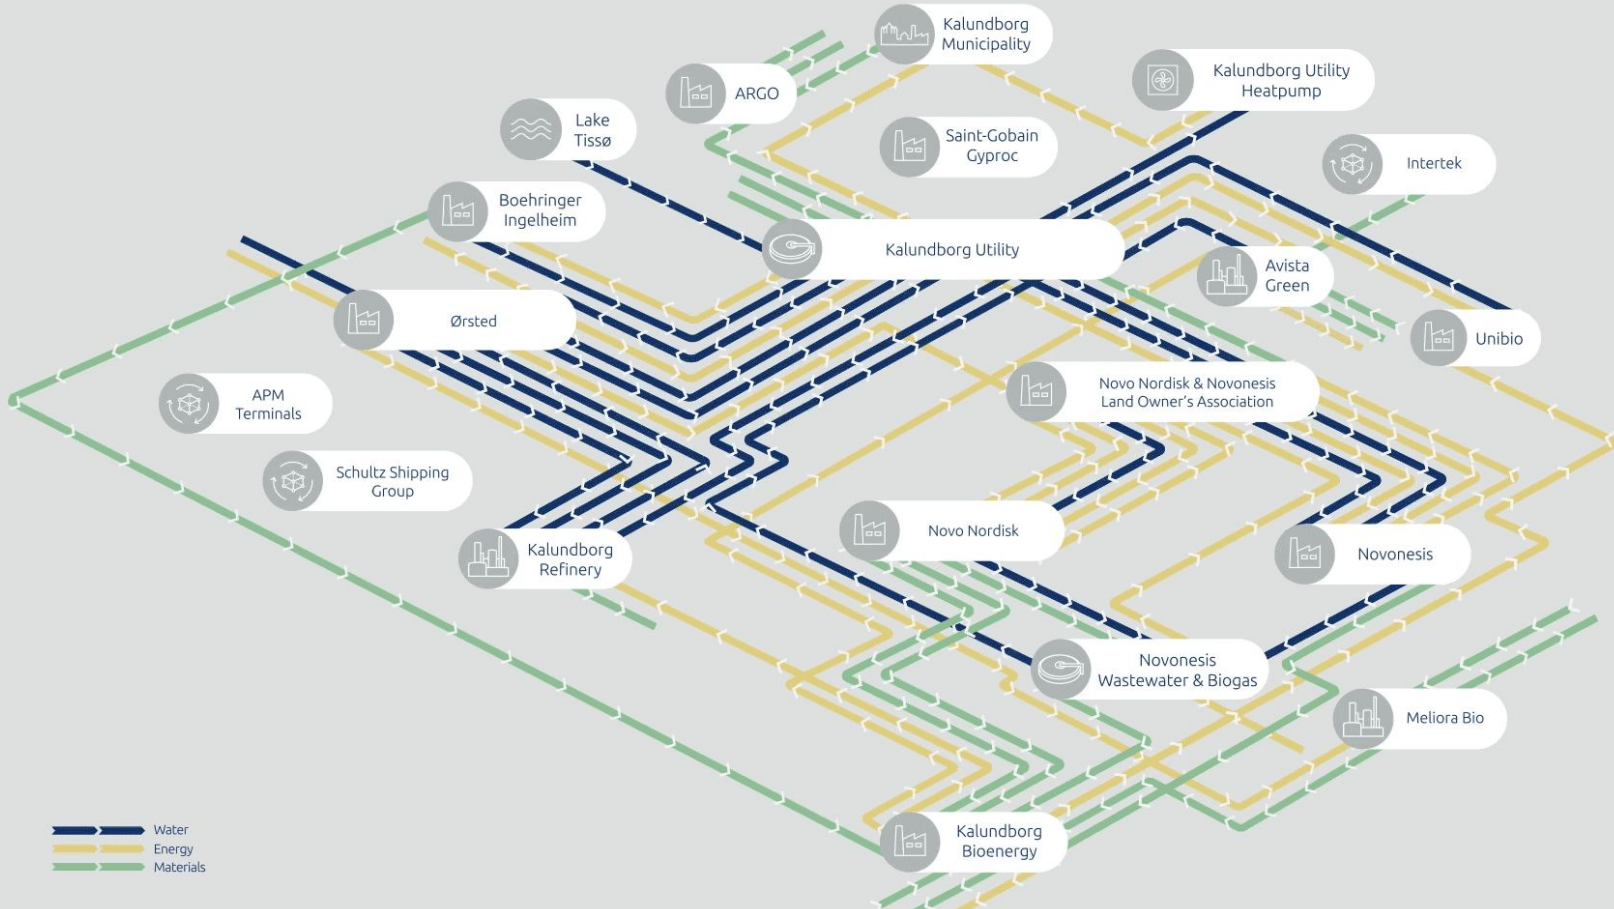 Kalundborg
Municipality
Kalundborg Utility
Heatpump
ARGO
Lake
Tissø
Saint-Gobain
Gyproc
Intertek
Boehringer
Ingelheim
Kalundborg Utility
Avista
Green
Ørsted
Unibio
Novo Nordisk & Novonesis
Land Owner's Association
APM
Terminals
Schultz Shipping
Group
Novo Nordisk
Kalundborg
Refinery
Novonesis
Novonesis
Wastewater & Biogas
Meliora Bio
Kalundborg
Bioenergy
Water
Energy
Materials